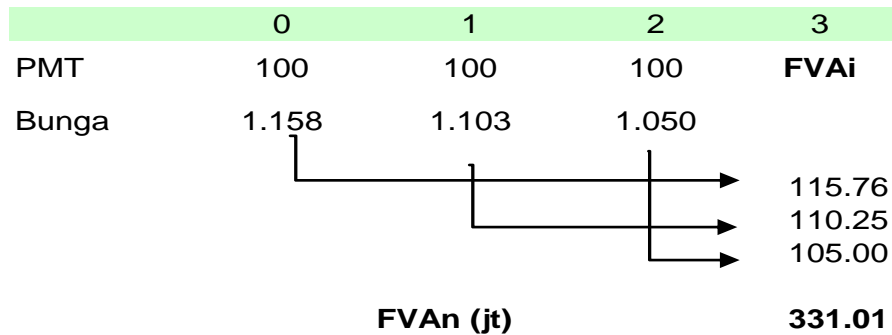 0 1 2 3
PMT 100 100 100 FVAi
Bunga 1.158 1.103 1.050
115.76
110.25
105.00
FVAn (jt) 331.01